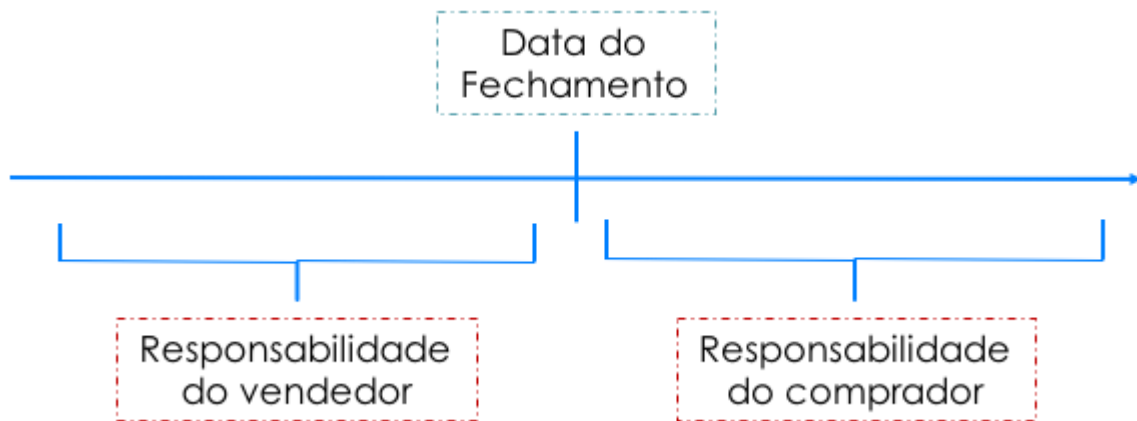 Data do
Fechamento
Responsabilidade
do vendedor
Responsabilidade
do comprador